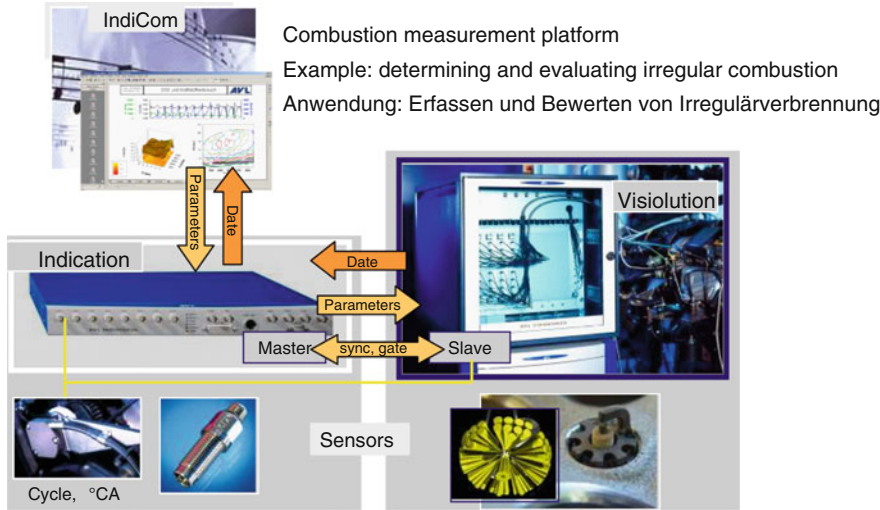 IndiCom
Combustion measurement platform
Example: determining and evaluating irregular combustion
Anwendung: Erfassen und Bewerten von Irregulärverbrennung
AVL
Parameters
Date
Visiolution
Indication
Date
Parameters
Master
sync, gate
Slave
Sensors
Cycle, °CA